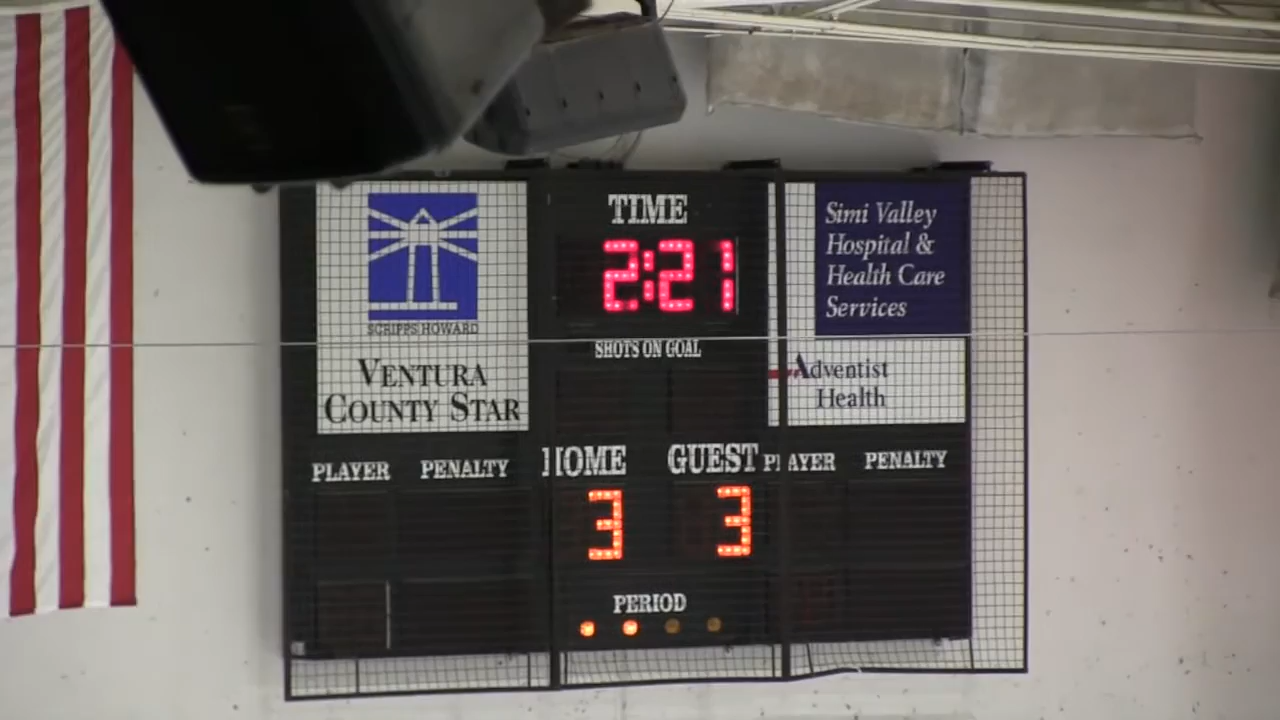 TIME
2:21
SHOTS ON GOAL
SCRIPPS HOWARD
VENTURA
COUNTY STAR
Simi Valley
Hospital &
Health Care
Services
Adventist
Health
PLAYER PENALTY
HOME GUEST
PLAYER PENALTY
3 3
PERIOD